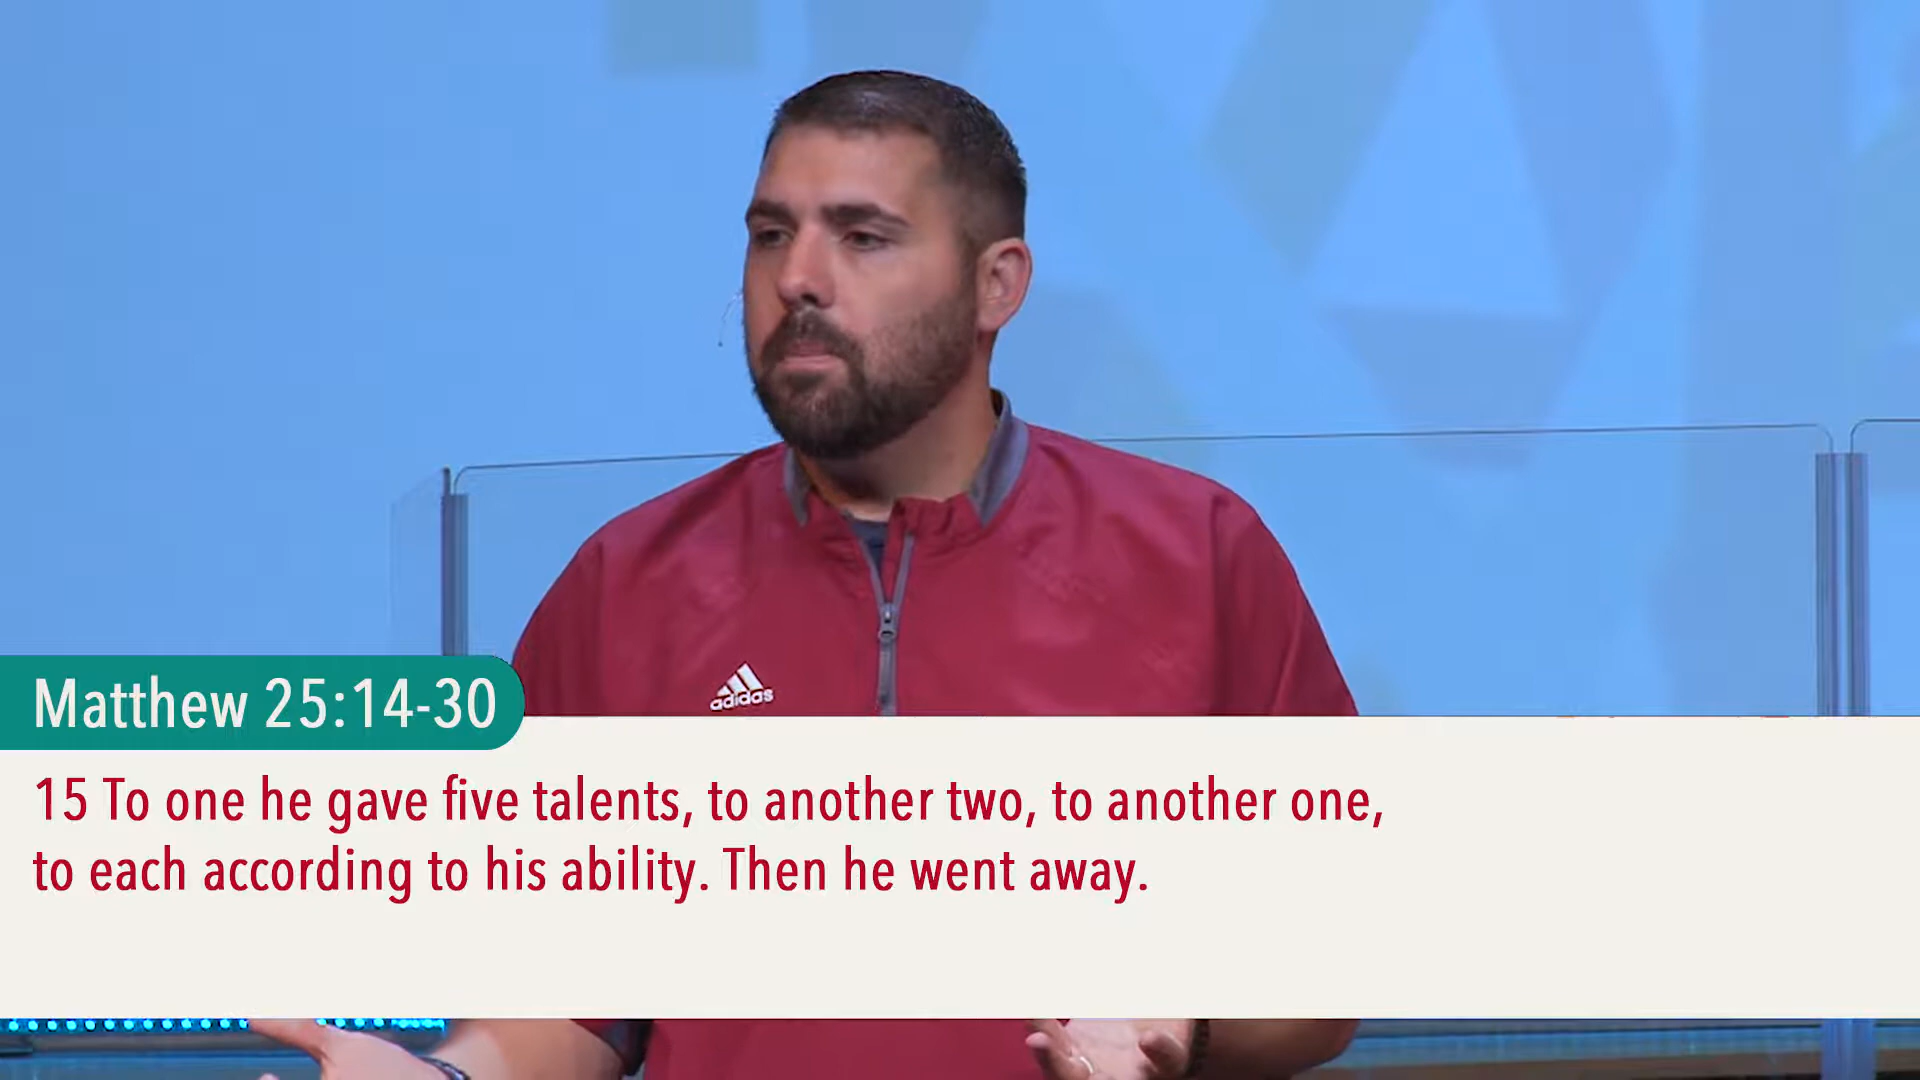 adidas
Matthew 25:14-30
15 To one he gave five talents, to another two, to another one,
to each according to his ability. Then he went away.